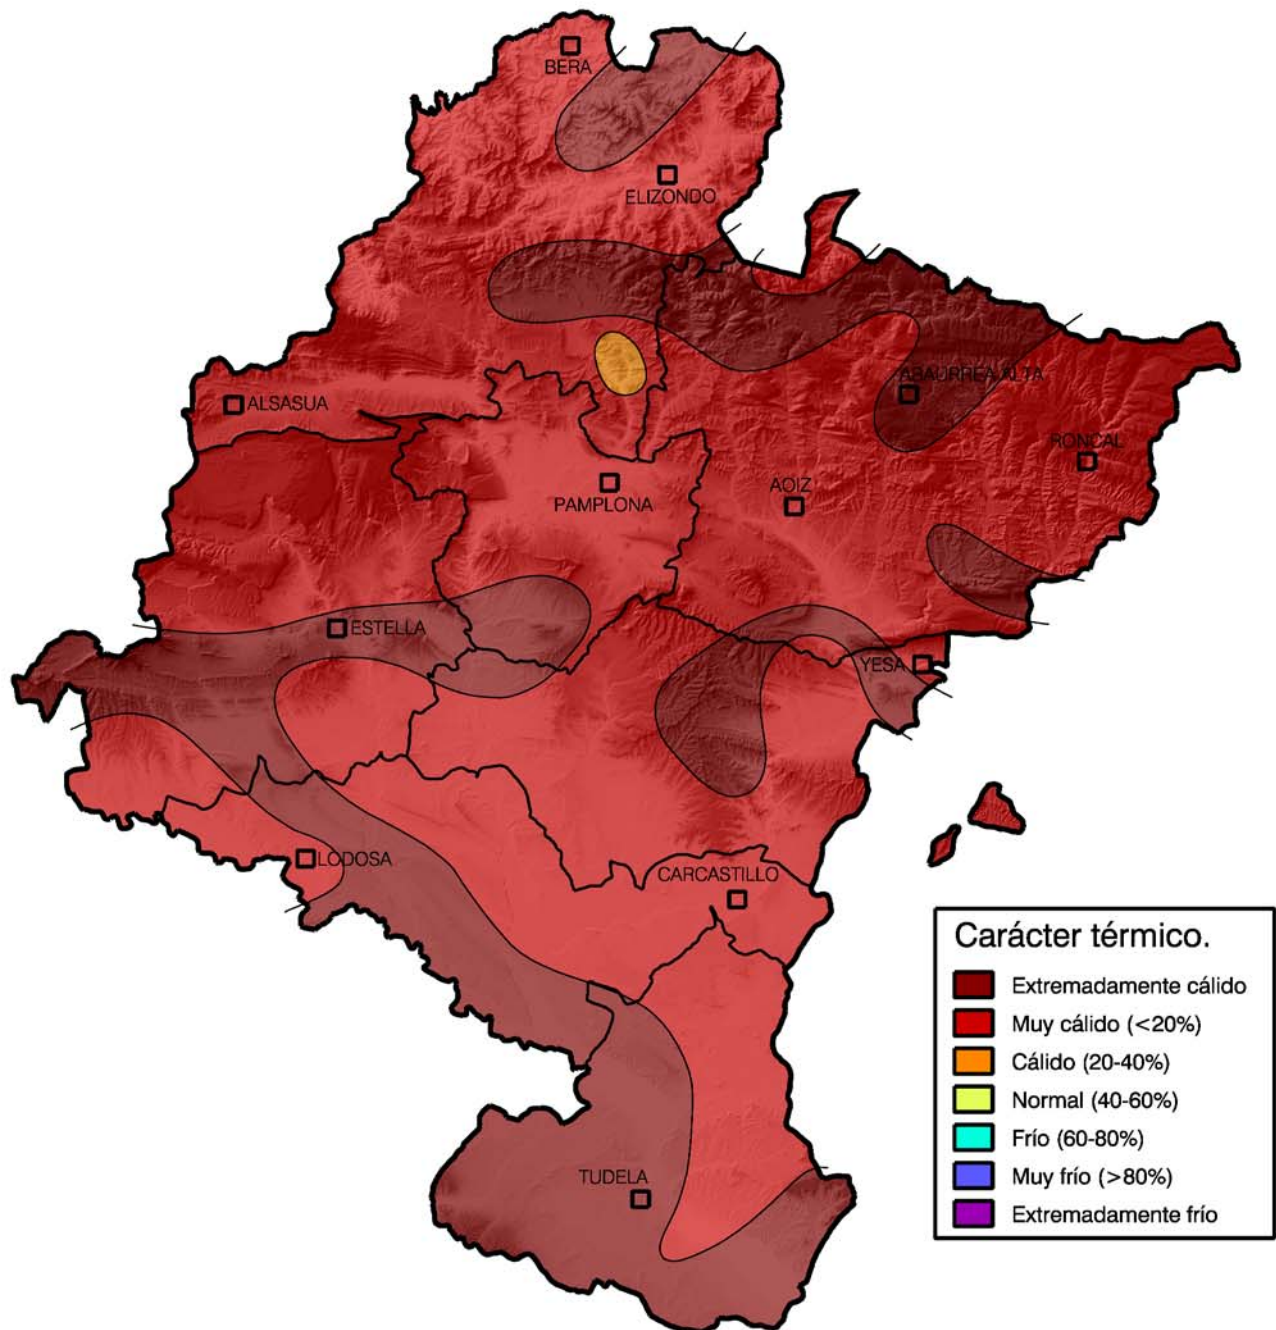 BERA
ELIZONDO
ABAURREA ALTA
ALSASUA
RONCAL
AOIZ
PAMPLONA
ESTELLA
YESA
LODOSA
CARCASTILLO
TUDELA
Carácter térmico.
Extremadamente cálido
Muy cálido (<20%)
Cálido (20-40%)
Normal (40-60%)
Frío (60-80%)
Muy frío (>80%)
Extremadamente frío